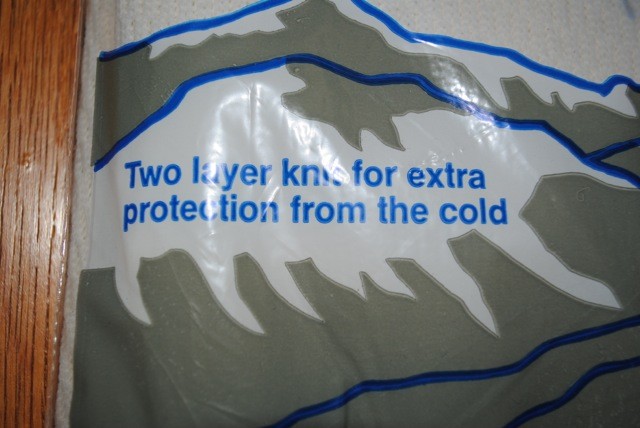 Two layer knit for extra
protection from the cold